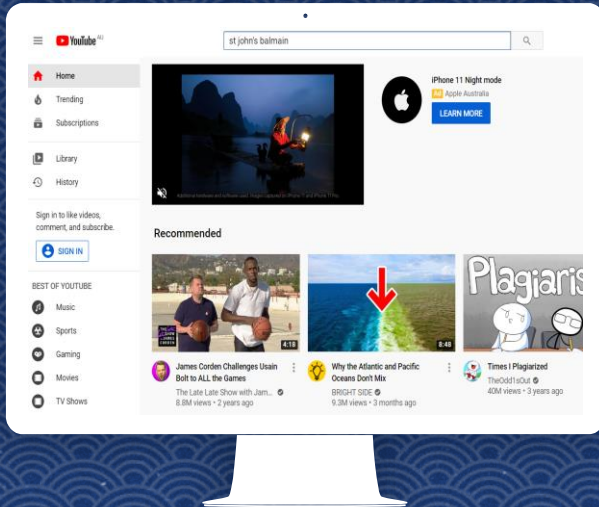 YouTube AU
st john's balmain
Home
Trending
Subscriptions
Library
History
Sign in to like videos,
comment, and subscribe.
SIGN IN
BEST OF YOUTUBE
Music
Sports
Gaming
Movies
TV Shows
iPhone 11 Night mode
Ad Apple Australia
LEARN MORE
Recommended
4:18
James Corden Challenges Usain
Bolt to ALL the Games
The Late Late Show with Jam...
8.8M views • 2 years ago
8:48
Why the Atlantic and Pacific
Oceans Don't Mix
BRIGHT SIDE
9.3M views • 3 months ago
Plagiaris
Times I Plagiarized
TheOdd1sOut
40M views • 3 years ago